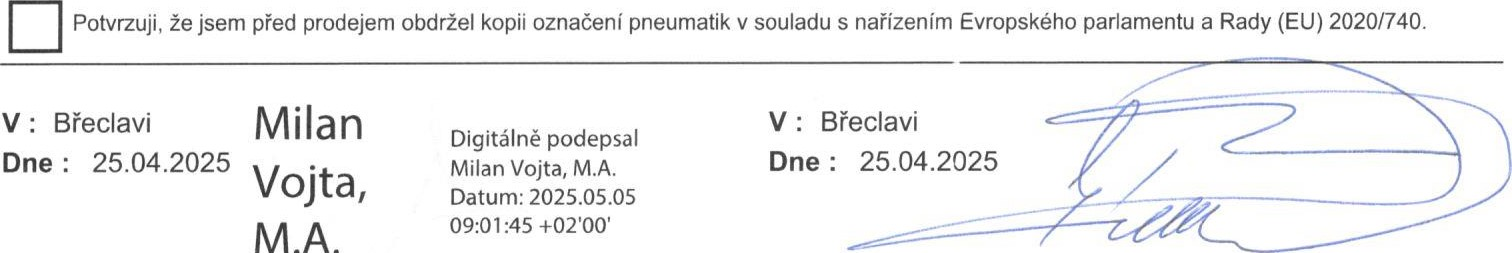 Potvrzuji, že jsem před prodejem obdržel kopii označení pneumatik v souladu s nařízením Evropského parlamentu a Rady (EU) 2020/740.
V : Břeclavi
Dne : 25.04.2025
Milan
Vojta,
M.A.
Digitálně podepsal
Milan Vojta, M.A.
Datum: 2025.05.05
09:01:45 +02'00'
V : Břeclavi
Dne : 25.04.2025